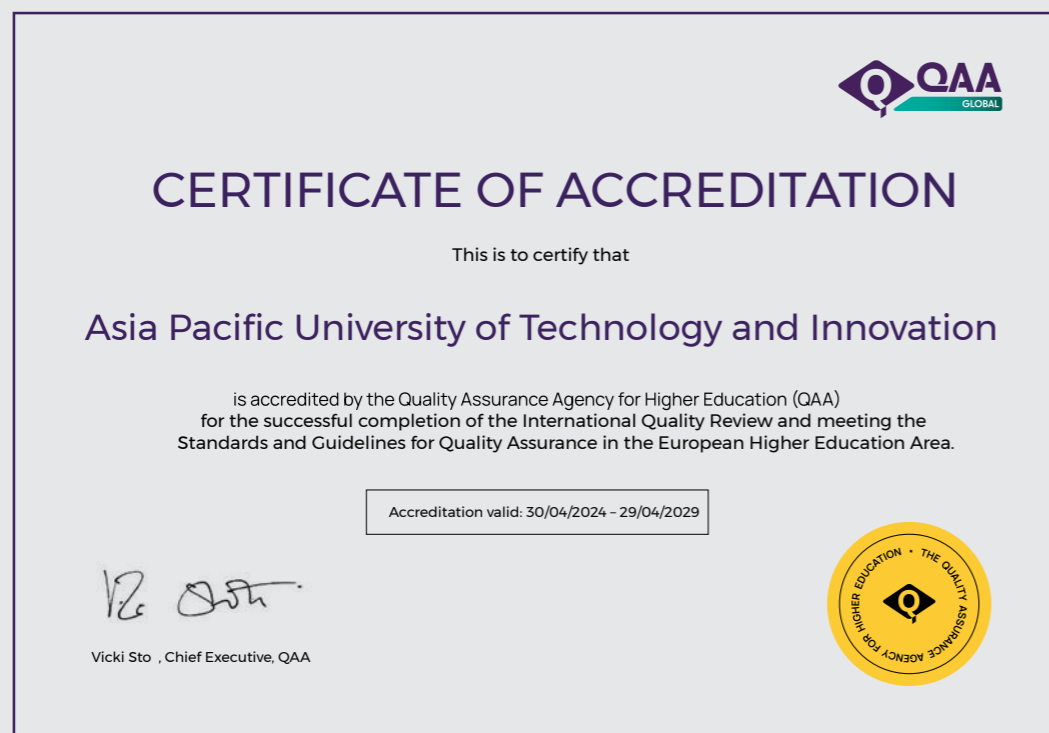 QAA
GLOBAL
CERTIFICATE OF ACCREDITATION
This is to certify that
Asia Pacific University of Technology and Innovation
is accredited by the Quality Assurance Agency for Higher Education (QAA)
for the successful completion of the International Quality Review and meeting the
Standards and Guidelines for Quality Assurance in the European Higher Education Area.
Accreditation valid: 30/04/2024 – 29/04/2029
Vicki Sto , Chief Executive, QAA
THE QUALITY ASSURANCE AGENCY FOR HIGHER EDUCATION •